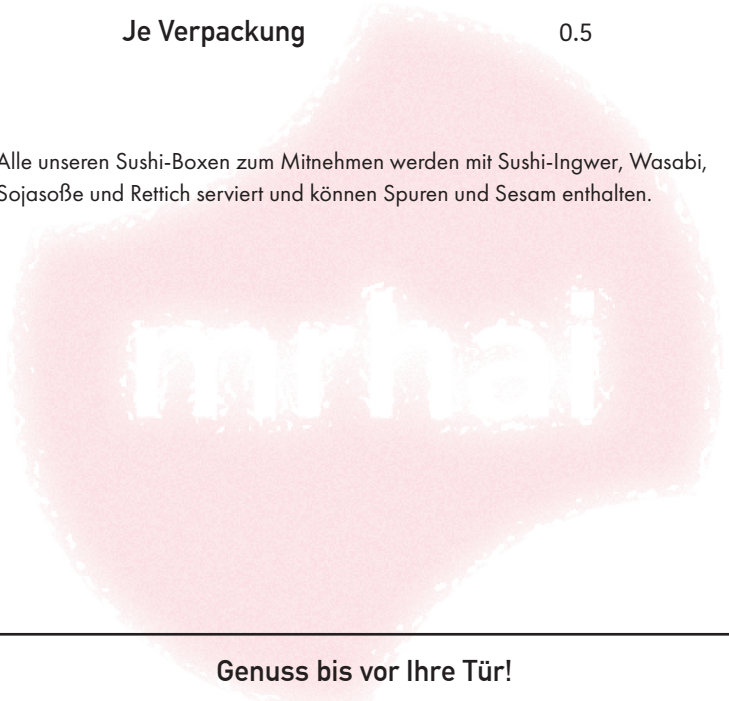 Je Verpackung 0.5
Alle unseren Sushi-Boxen zum Mitnehmen werden mit Sushi-Ingwer, Wasabi,
Sojasoße und Rettich serviert und können Spuren und Sesam enthalten.
mrhai
Genuss bis vor Ihre Tür!